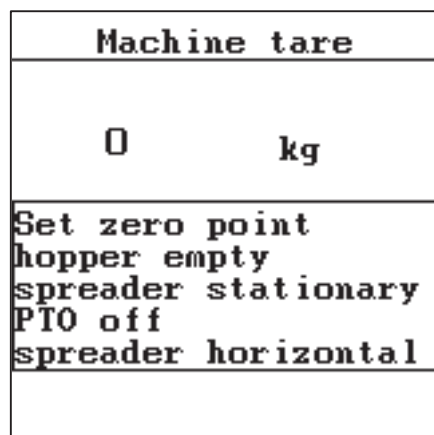 Machine tare
0 kg
Set zero point
hopper empty
spreader stationary
PTO off
spreader horizontal